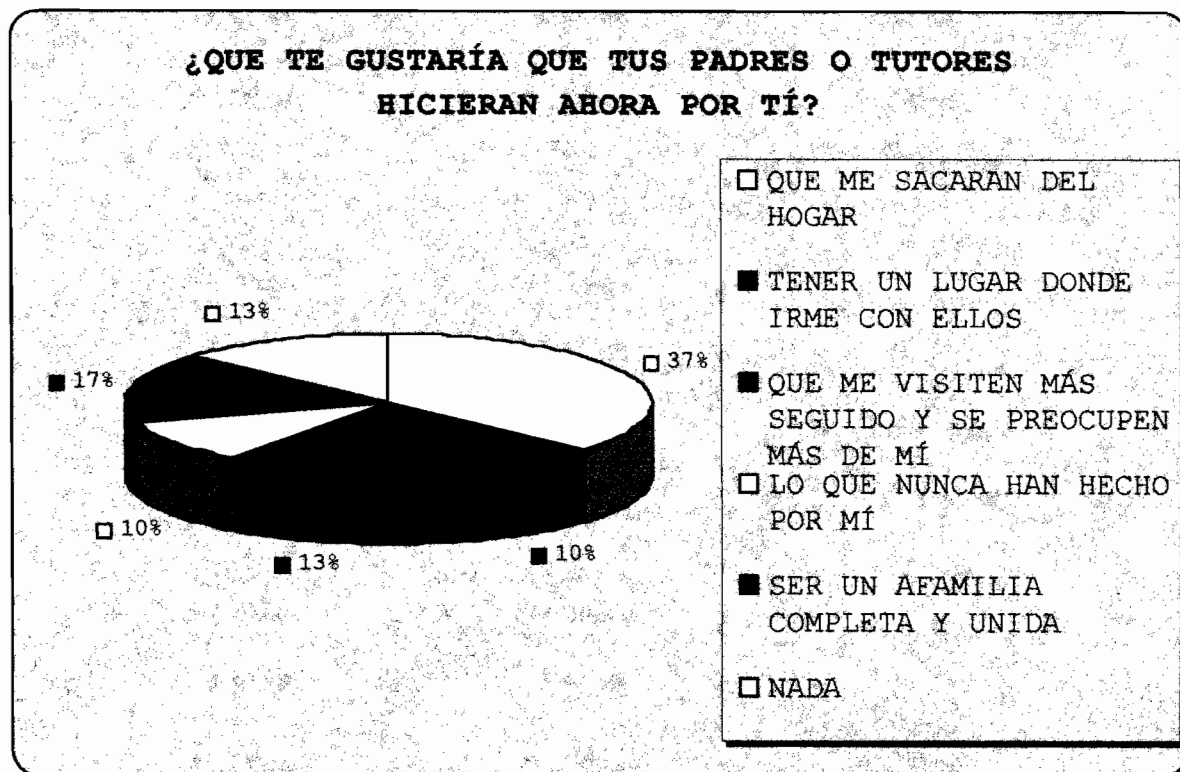 ¿QUE TE GUSTARÍA QUE TUS PADRES O TUTORES
HICIERAN AHORA POR TÍ?
13%
37%
17%
10%
13%
10%
QUE ME SACARAN DEL
HOGAR
TENER UN LUGAR DONDE
IRME CON ELLOS
QUE ME VISITEN MÁS
SEGUIDO Y SE PREOCUPEN
MÁS DE MÍ
LO QUE NUNCA HAN HECHO
POR MÍ
SER UN AFAMILIA
COMPLETA Y UNIDA
NADA